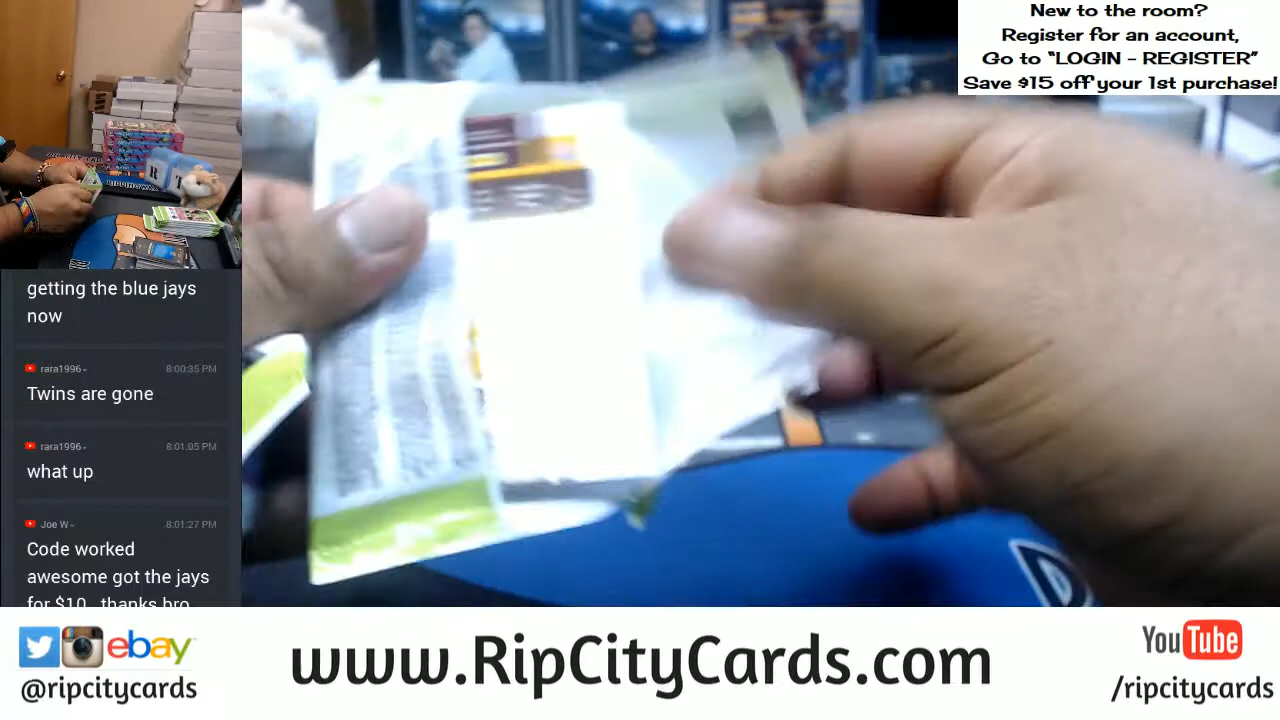 New to the room?
Register for an account,
Go to "LOGIN - REGISTER"
Save $15 off your 1st purchase!
getting the blue jays
now
rara1996
8:00:35 PM
Twins are gone
rara1996
8:01:05 PM
what up
Joe W
8:01:27 PM
Code worked
awesome got the jays
for $10 thanks bro
ebay
@ripcitycards
www.RipCityCards.com
YouTube
/ripcitycards